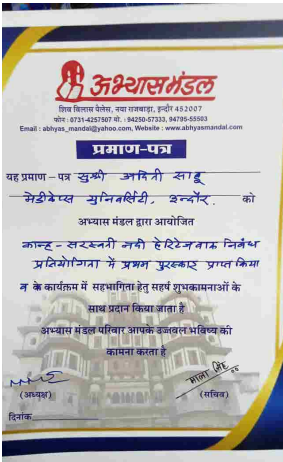 अभ्यासमंडल
शिव विलास पैलेस, नया राजवाड़ा, इन्दौर 452007
फोन : 0731-4257507 मो. : 94250-57333, 94795-55503
Email : abhyas_mandal@yahoo.com, Website : www.abhyasmandal.com
प्रमाण-पत्र
यह प्रमाण - पत्र सुश्री अदिती साहू
मेडीकेप्स युनिवर्सिटी, इन्दौर. को
अभ्यास मंडल द्वारा आयोजित
कान्ह - सरस्वती नदी हेरिटेज वाक निबंध
प्रतियोगिता में प्रथम पुरस्कार प्राप्त किया
व के कार्यक्रम में सहभागिता हेतु सहर्ष शुभकामनाओं के
साथ प्रदान किया जाता है
अभ्यास मंडल परिवार आपके उज्जवल भविष्य की
कामना करता है
माला सिंह
(अध्यक्ष) (सचिव)
दिनांक